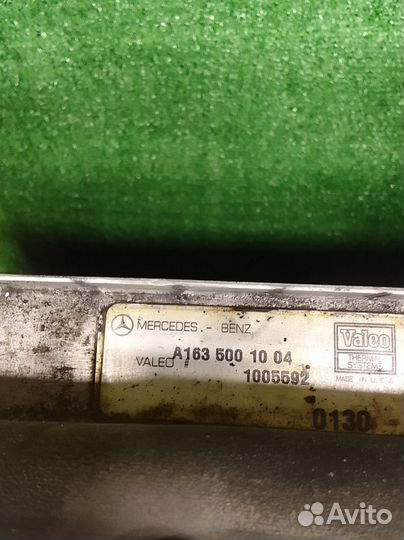 MERCEDES.-BENZ
A163 500 10 04
VALEO #
1005592
0130
Valeo
THERMAL
SYSTEMS
MADE IN U.S.A.
Avito